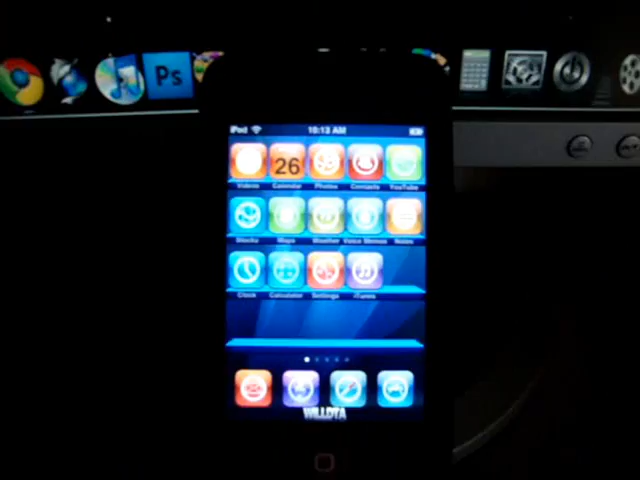 Ps
iPod 10:13 AM
26
Videos Calendar Photos Contacts YouTube
Stocks Maps Weather Voice Memos Notes
Clock Calculator Settings iTunes